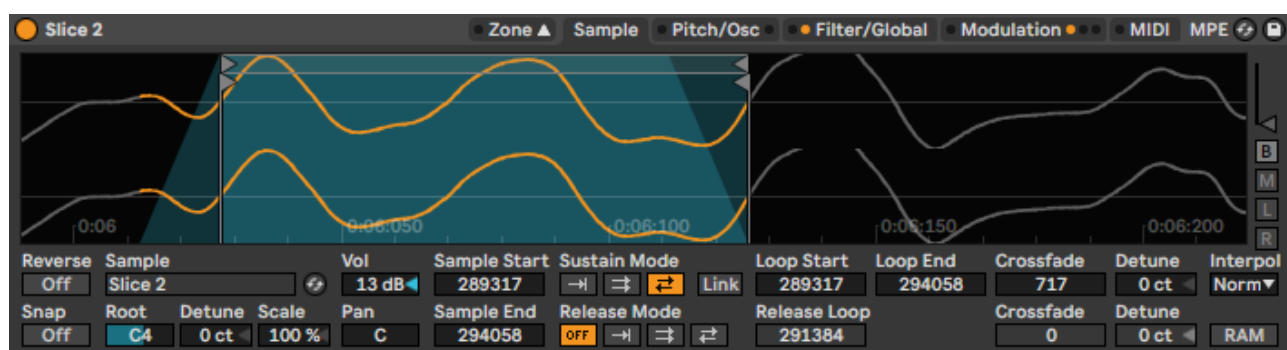 Slice 2 Zone Sample Pitch/Osc Filter/Global Modulation MIDI MPE
B
M
L
R
0:06 0:06:050 0:06:100 0:06:150 0:06:200
Reverse Sample Vol Sample Start Sustain Mode Loop Start Loop End Crossfade Detune Interpol
Off Slice 2 13 dB 289317 Link 289317 294058 717 0 ct Norm
Snap Root Detune Scale Pan Sample End Release Mode Release Loop Crossfade Detune
Off C4 0 ct 100 % C 294058 OFF 291384 0 0 ct RAM